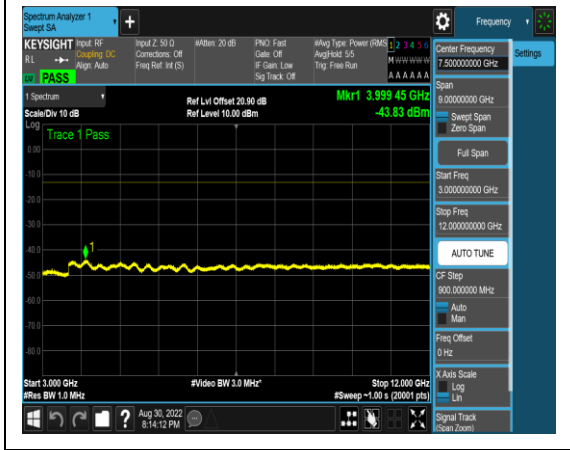 Spectrum Analyzer 1
Swept SA
Frequency
KEYSIGHT
RL
Input: RF
Coupling: DC
Align: Auto
Input Z: 50 Ω
Corrections: Off
Freq Ref: Int (S)
#Atten: 20 dB
PNO: Fast
Gate: Off
IF Gain: Low
Sig Track: Off
#Avg Type: Power (RMS
Avg|Hold: 5/5
Trig: Free Run
1 2 3 4 5 6
M W W W W W
A A A A A A
PASS
1 Spectrum
Scale/Div 10 dB
Ref Lvl Offset 20.90 dB
Ref Level 10.00 dBm
Mkr1 3.999 45 GHz
-43.83 dBm
Log
Trace 1 Pass
0.00
-10.0
-20.0
-30.0
-40.0
1
-50.0
-60.0
-70.0
-80.0
Start 3.000 GHz
#Res BW 1.0 MHz
#Video BW 3.0 MHz*
Stop 12.000 GHz
#Sweep ~1.00 s (20001 pts)
?
Aug 30, 2022
8:14:12 PM
Center Frequency
7.500000000 GHz
Settings
Span
9.00000000 GHz
Swept Span
Zero Span
Full Span
Start Freq
3.000000000 GHz
Stop Freq
12.000000000 GHz
AUTO TUNE
CF Step
900.000000 MHz
Auto
Man
Freq Offset
0 Hz
X Axis Scale
Log
Lin
Signal Track
(Span Zoom)